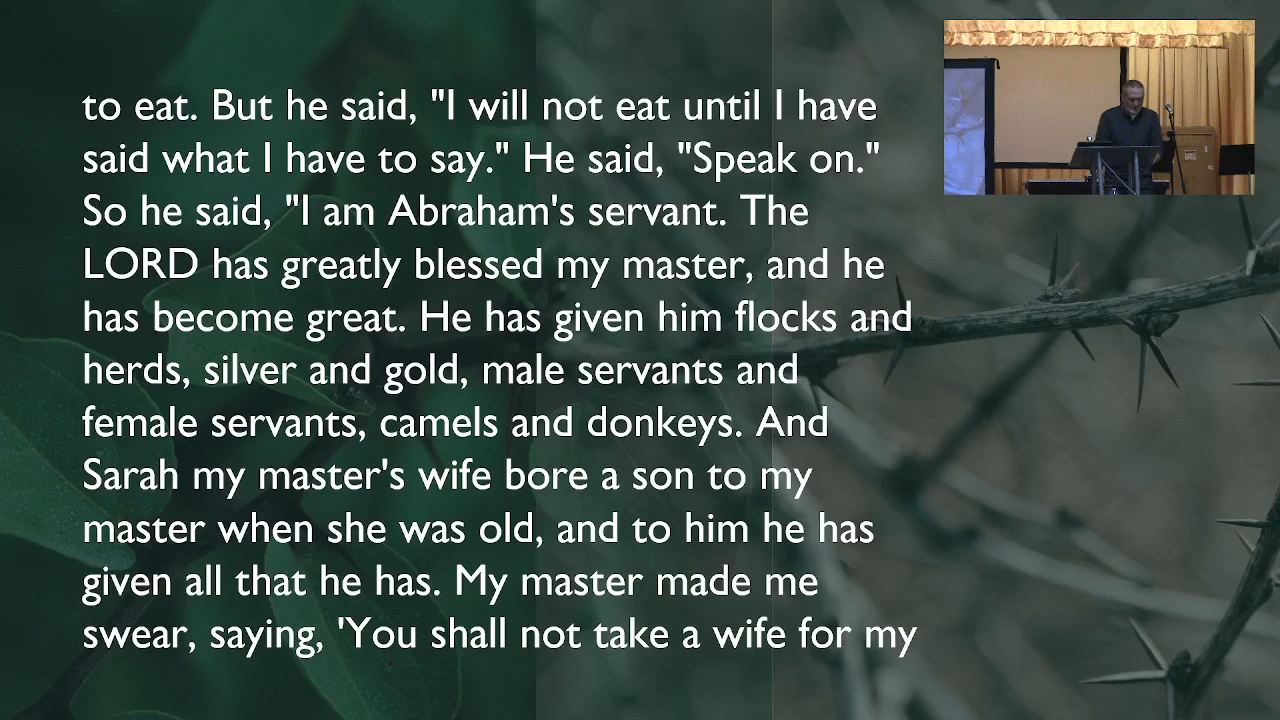 to eat. But he said, "I will not eat until I have
said what I have to say." He said, "Speak on."
So he said, "I am Abraham's servant. The
LORD has greatly blessed my master, and he
has become great. He has given him flocks and
herds, silver and gold, male servants and
female servants, camels and donkeys. And
Sarah my master's wife bore a son to my
master when she was old, and to him he has
given all that he has. My master made me
swear, saying, 'You shall not take a wife for my